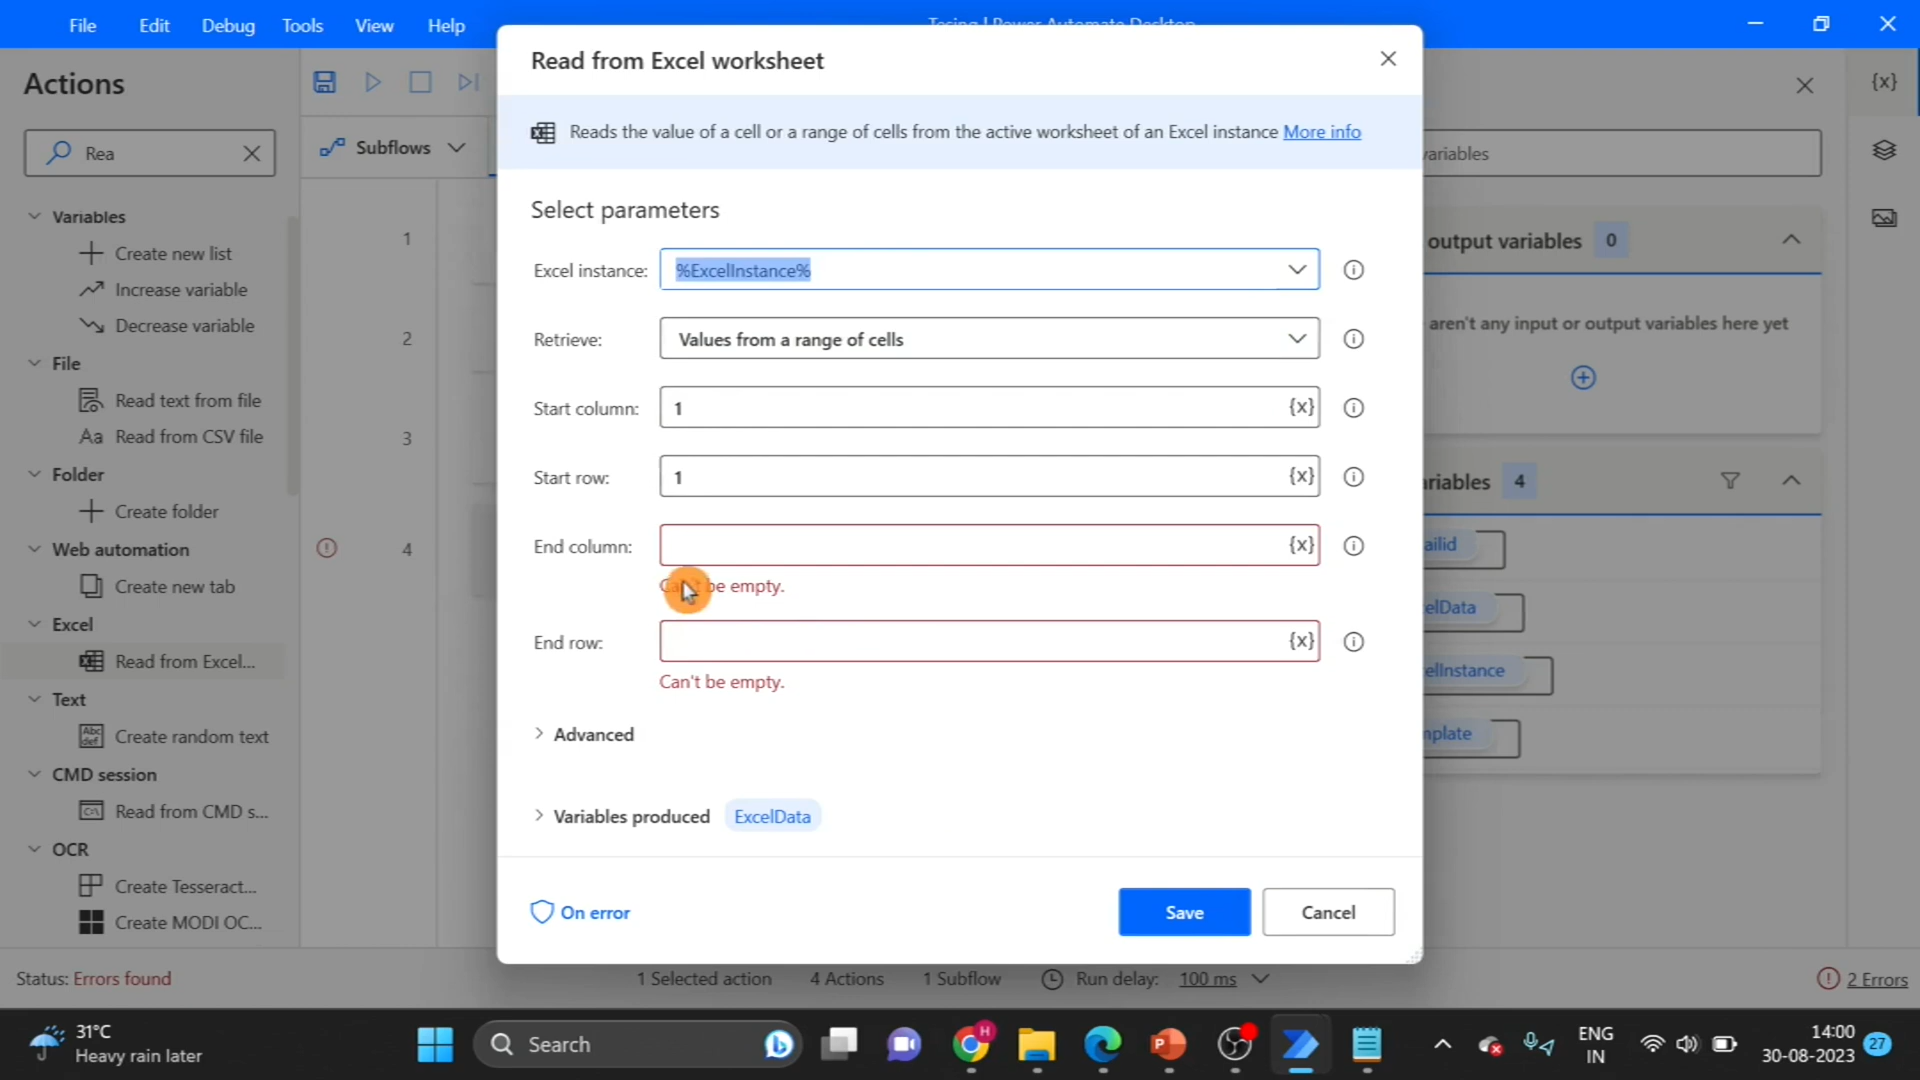 File Edit Debug Tools View Help
Actions
Rea
Subflows
Variables
Create new list
Increase variable
Decrease variable
File
Read text from file
Read from CSV file
Folder
Create folder
Web automation
Create new tab
Excel
Read from Excel...
Text
Create random text
CMD session
Read from CMD s...
OCR
Create Tesseract...
Create MODI OC...
1
2
3
4
Read from Excel worksheet
Reads the value of a cell or a range of cells from the active worksheet of an Excel instance More info
Select parameters
Excel instance: %ExcelInstance%
Retrieve: Values from a range of cells
Start column: 1 {x}
Start row: 1 {x}
End column: {x}
Can't be empty.
End row: {x}
Can't be empty.
Advanced
Variables produced ExcelData
On error Save Cancel
{x}
variables
output variables 0
aren't any input or output variables here yet
ariables 4
ailid
elData
elInstance
nplate
Status: Errors found 1 Selected action 4 Actions 1 Subflow Run delay: 100 ms 2 Errors
31°C
Heavy rain later
Search
H
ENG
IN
14:00
30-08-2023
27